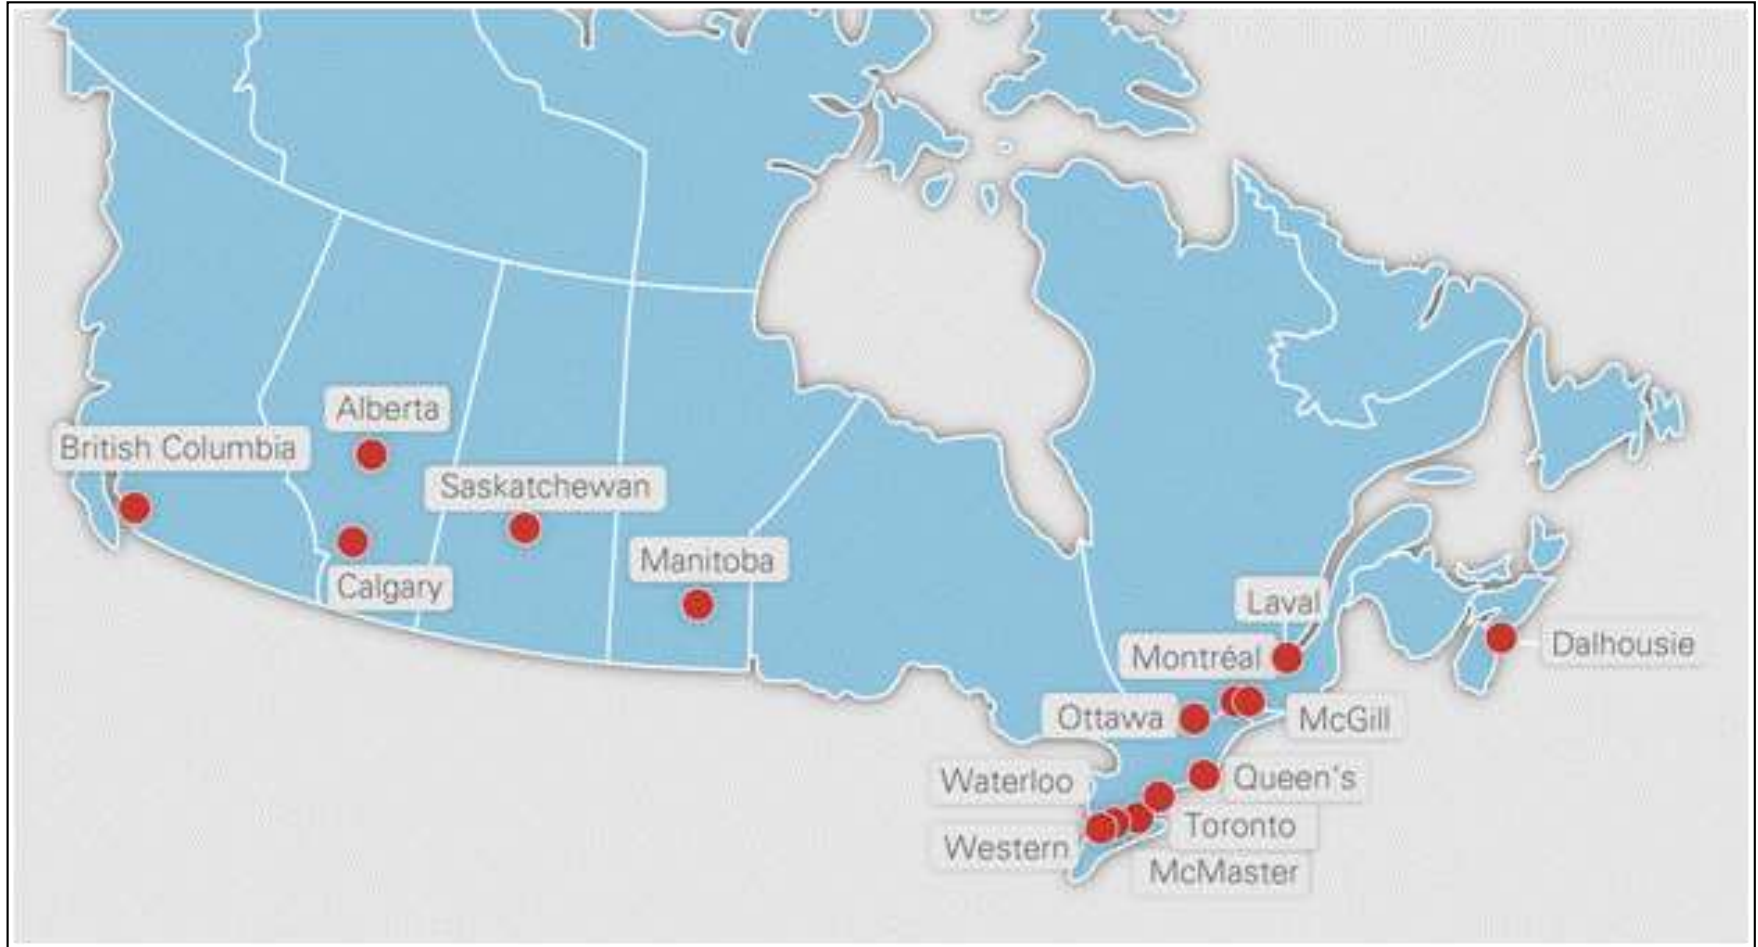 Alberta
British Columbia
Saskatchewan
Manitoba
Calgary
Laval
Montréal
Dalhousie
Ottawa
McGill
Waterloo
Queen's
Toronto
Western
McMaster